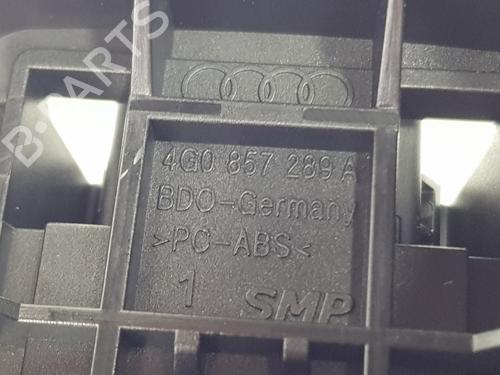 B-PARTS
4G0 857 289 A
BDO-Germany
>PC-ABS<
1 SMP